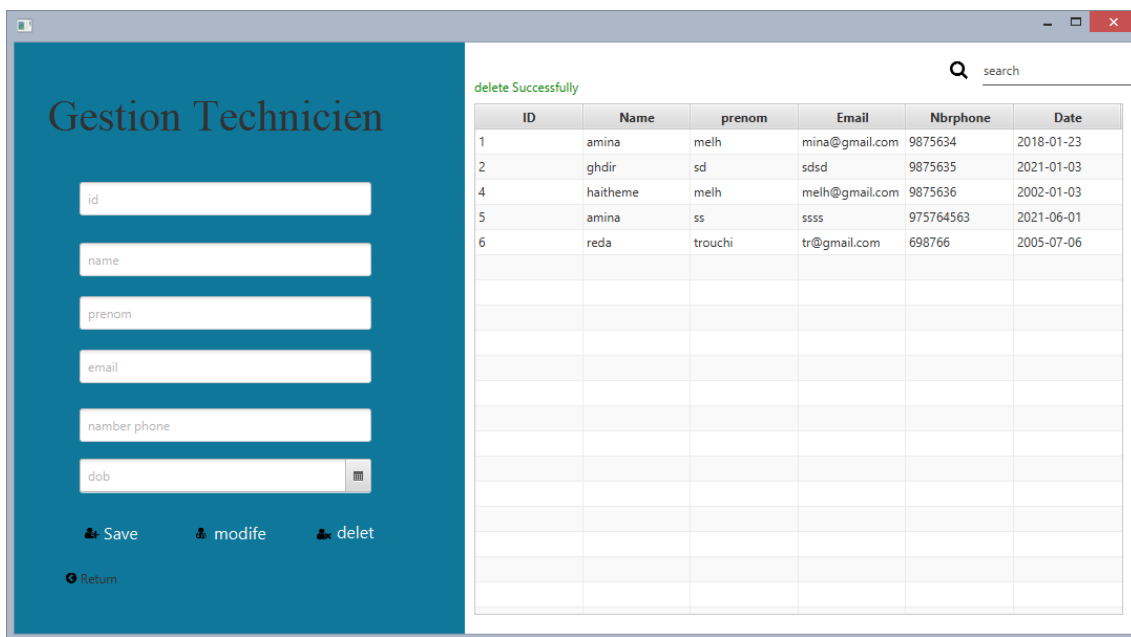 Gestion Technicien
id
name
prenom
email
namber phone
dob
Save modife delet
Return
search
delete Successfully
ID Name prenom Email Nbrphone Date
1 amina melh mina@gmail.com 9875634 2018-01-23
2 ghdir sd sdsd 9875635 2021-01-03
4 haitheme melh melh@gmail.com 9875636 2002-01-03
5 amina ss ssss 975764563 2021-06-01
6 reda trouchi tr@gmail.com 698766 2005-07-06